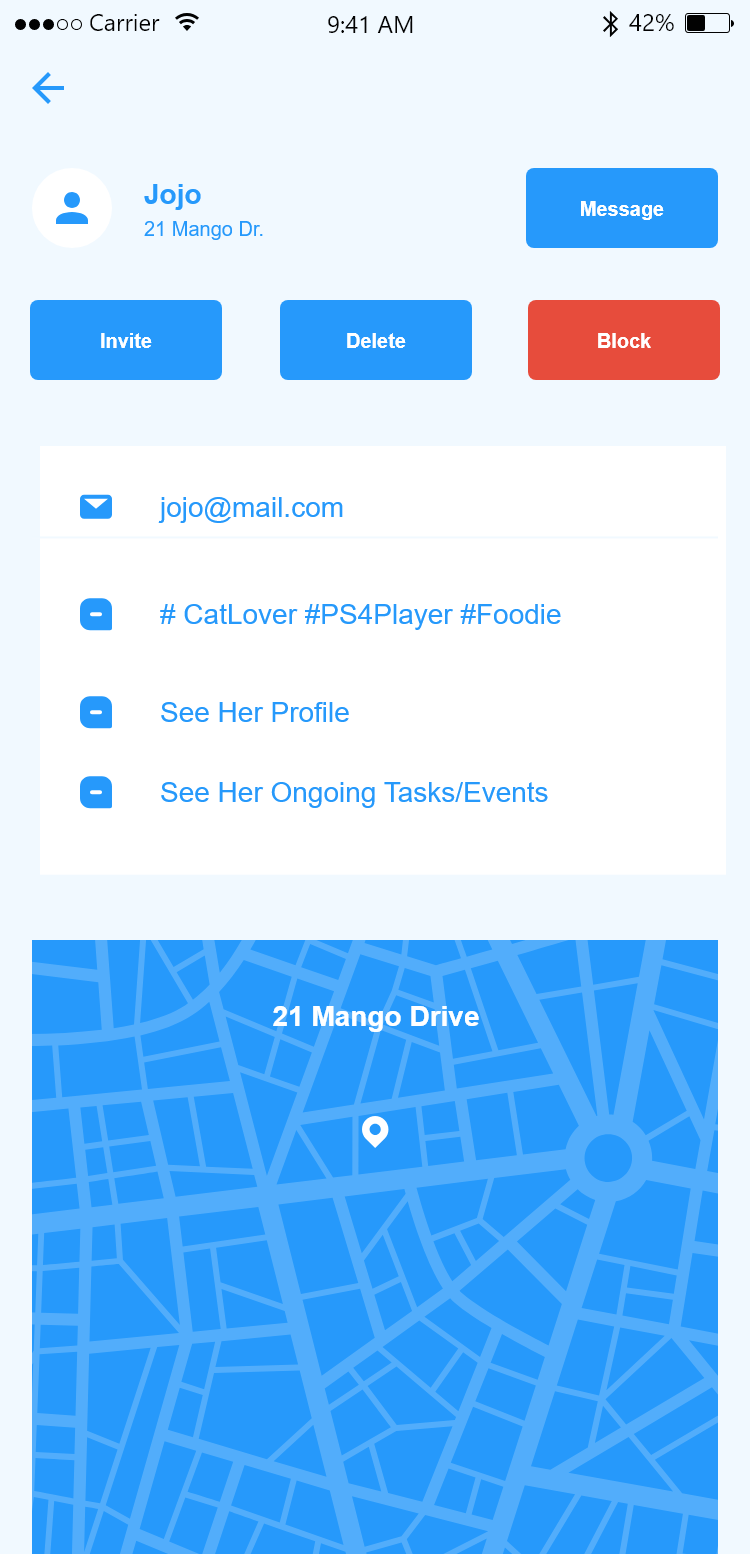 Carrier 9:41 AM 42%
Jojo
21 Mango Dr.
Message
Invite Delete Block
jojo@mail.com
# CatLover #PS4Player #Foodie
See Her Profile
See Her Ongoing Tasks/Events
21 Mango Drive